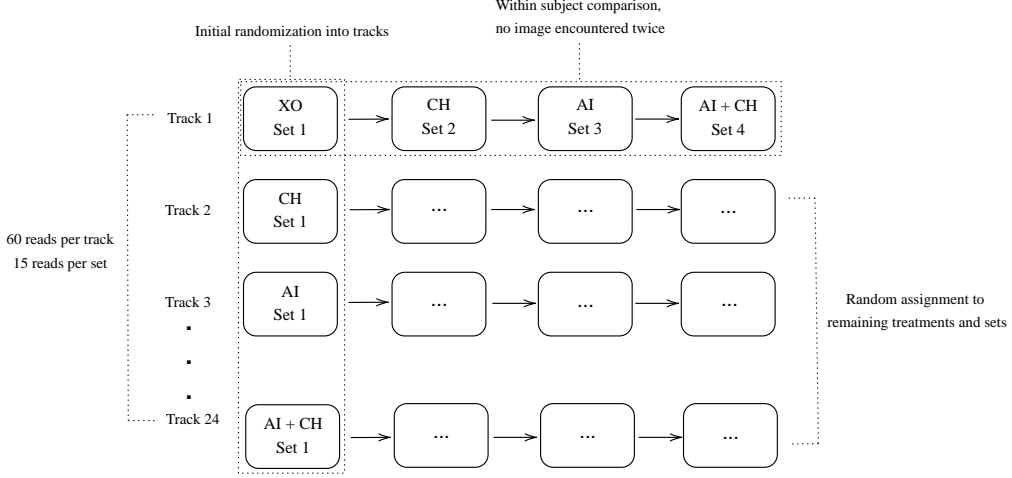 Within subject comparison,
no image encountered twice
Initial randomization into tracks
Track 1
XO
Set 1
CH
Set 2
AI
Set 3
AI + CH
Set 4
Track 2
CH
Set 1
...
...
...
60 reads per track
15 reads per set
Track 3
AI
Set 1
...
...
...
Random assignment to
remaining treatments and sets
Track 24
AI + CH
Set 1
...
...
...